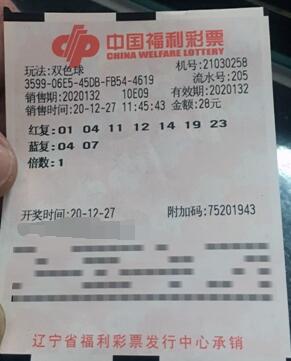 中国福利彩票
CHINA WELFARE LOTTERY
玩法:双色球 机号:21030258
3599-06E5-45DB-FB54-4619 流水号:205
销售期:2020132 10E09 有效期:2020132
销售时间:20-12-27 11:45:43 金额:28元
红复:01 04 11 12 14 19 23
蓝复:04 07
倍数:1
开奖时间:20-12-27 附加码:75201943
辽宁省福利彩票发行中心承销